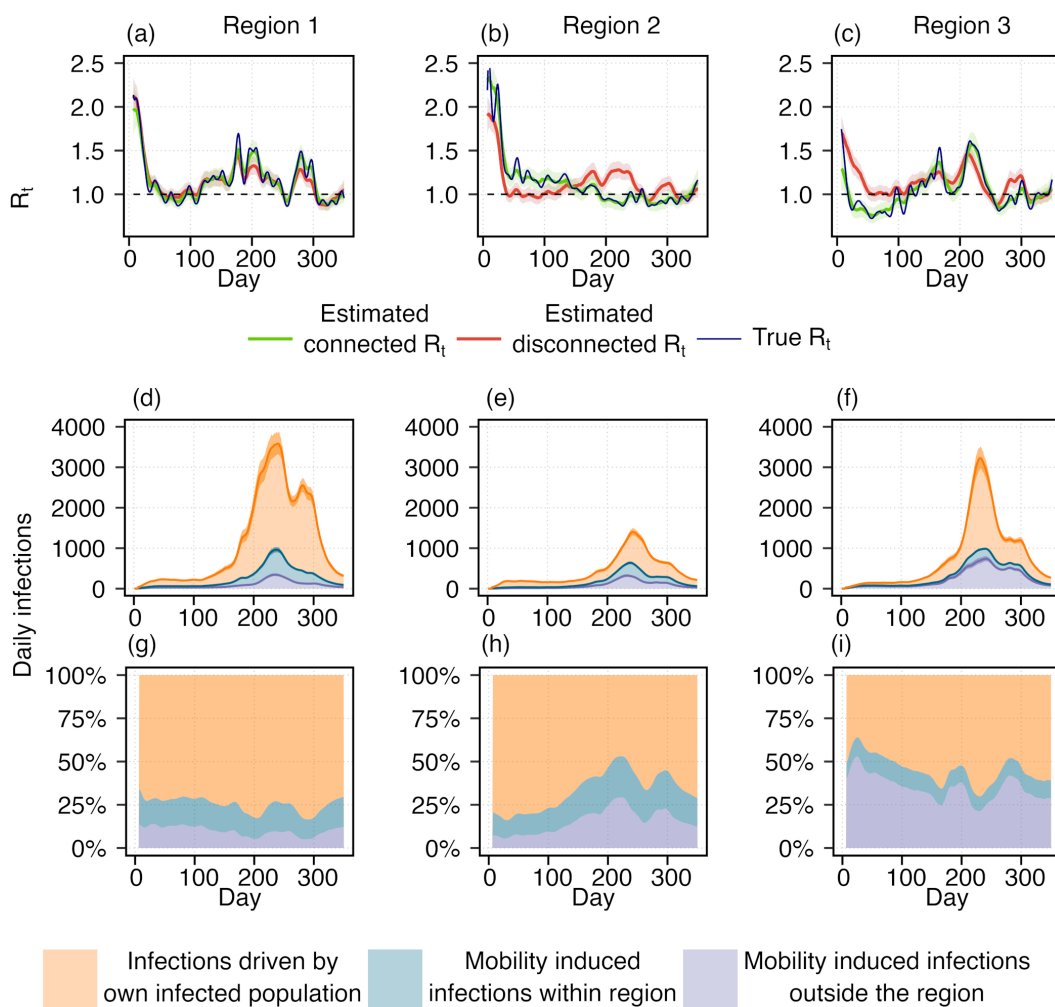 (a) Region 1 (b) Region 2 (c) Region 3
2.5 2.5 2.5
2.0 2.0 2.0
1.5 1.5 1.5
1.0 1.0 1.0
R_t
0 100 200 300 0 100 200 300 0 100 200 300
Day Day Day
Estimated connected R_t
Estimated disconnected R_t
True R_t
(d) (e) (f)
4000 4000 4000
3000 3000 3000
2000 2000 2000
1000 1000 1000
0 0 0
0 100 200 300 0 100 200 300 0 100 200 300
Daily infections
(g) (h) (i)
100% 100% 100%
75% 75% 75%
50% 50% 50%
25% 25% 25%
0% 0% 0%
0 100 200 300 0 100 200 300 0 100 200 300
Day Day Day
Infections driven by
own infected population
Mobility induced
infections within region
Mobility induced infections
outside the region